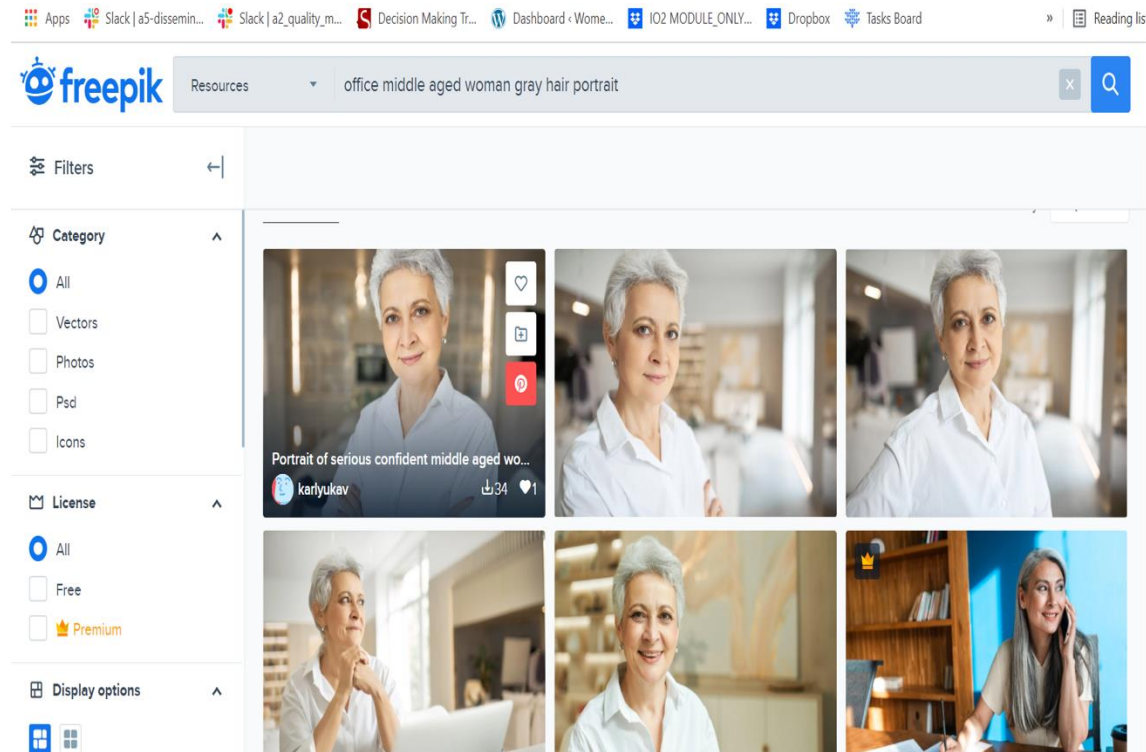 Apps Slack | a5-dissemin... Slack | a2_quality_m... Decision Making Tr... Dashboard ‹ Wome... IO2 MODULE_ONLY... Dropbox Tasks Board » Reading lis
freepik Resources office middle aged woman gray hair portrait x
Filters
Category
All
Vectors
Photos
Psd
Icons
License
All
Free
Premium
Display options
Portrait of serious confident middle aged wo...
karlyukav 34 1